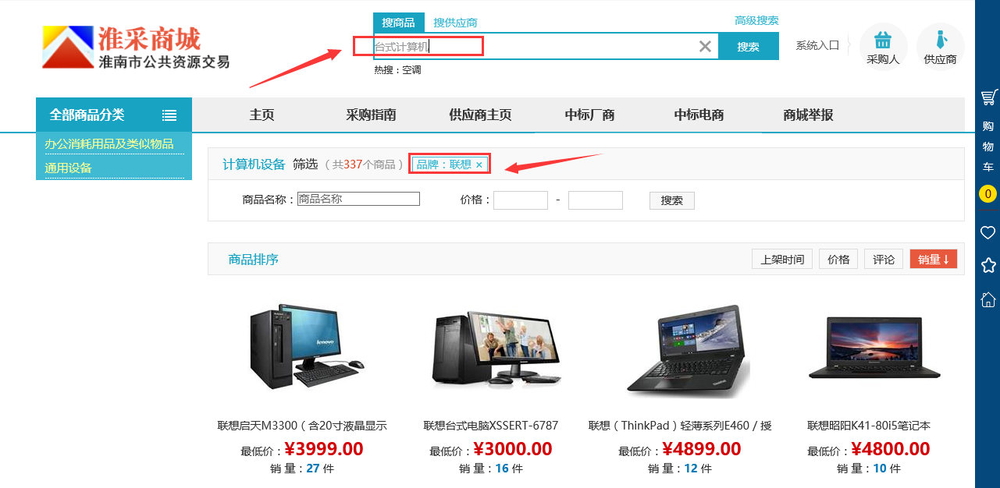 搜商品 搜供应商 高级搜索
淮采商城
淮南市公共资源交易
台式计算机 搜索
系统入口 采购人 供应商
热搜：空调
全部商品分类 主页 采购指南 供应商主页 中标厂商 中标电商 商城举报
办公消耗用品及类似物品
通用设备
计算机设备 筛选 （ 共337个商品 ） 品牌：联想 ×
商品名称： 商品名称 价格： - 搜索
商品排序 上架时间 价格 评论 销量↓
lenovo
ThinkPad
联想启天M3300（含20寸液晶显示
最低价：¥3999.00
销 量：27 件
联想台式电脑XSSERT-6787
最低价：¥3000.00
销 量：16 件
联想（ThinkPad）轻薄系列E460 / 授
最低价：¥4899.00
销 量：12 件
联想昭阳K41-80i5笔记本
最低价：¥4800.00
销 量：10 件
购
物
车
0